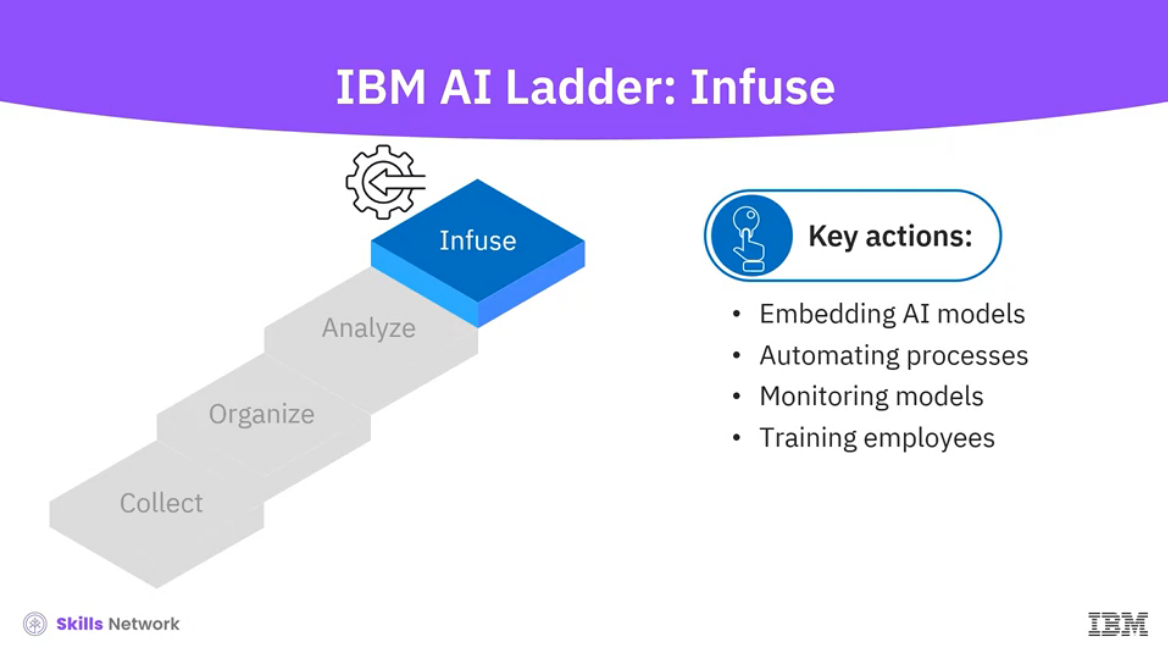 IBM AI Ladder: Infuse
Infuse
Analyze
Organize
Collect
Key actions:
• Embedding AI models
• Automating processes
• Monitoring models
• Training employees
Skills Network
IBM